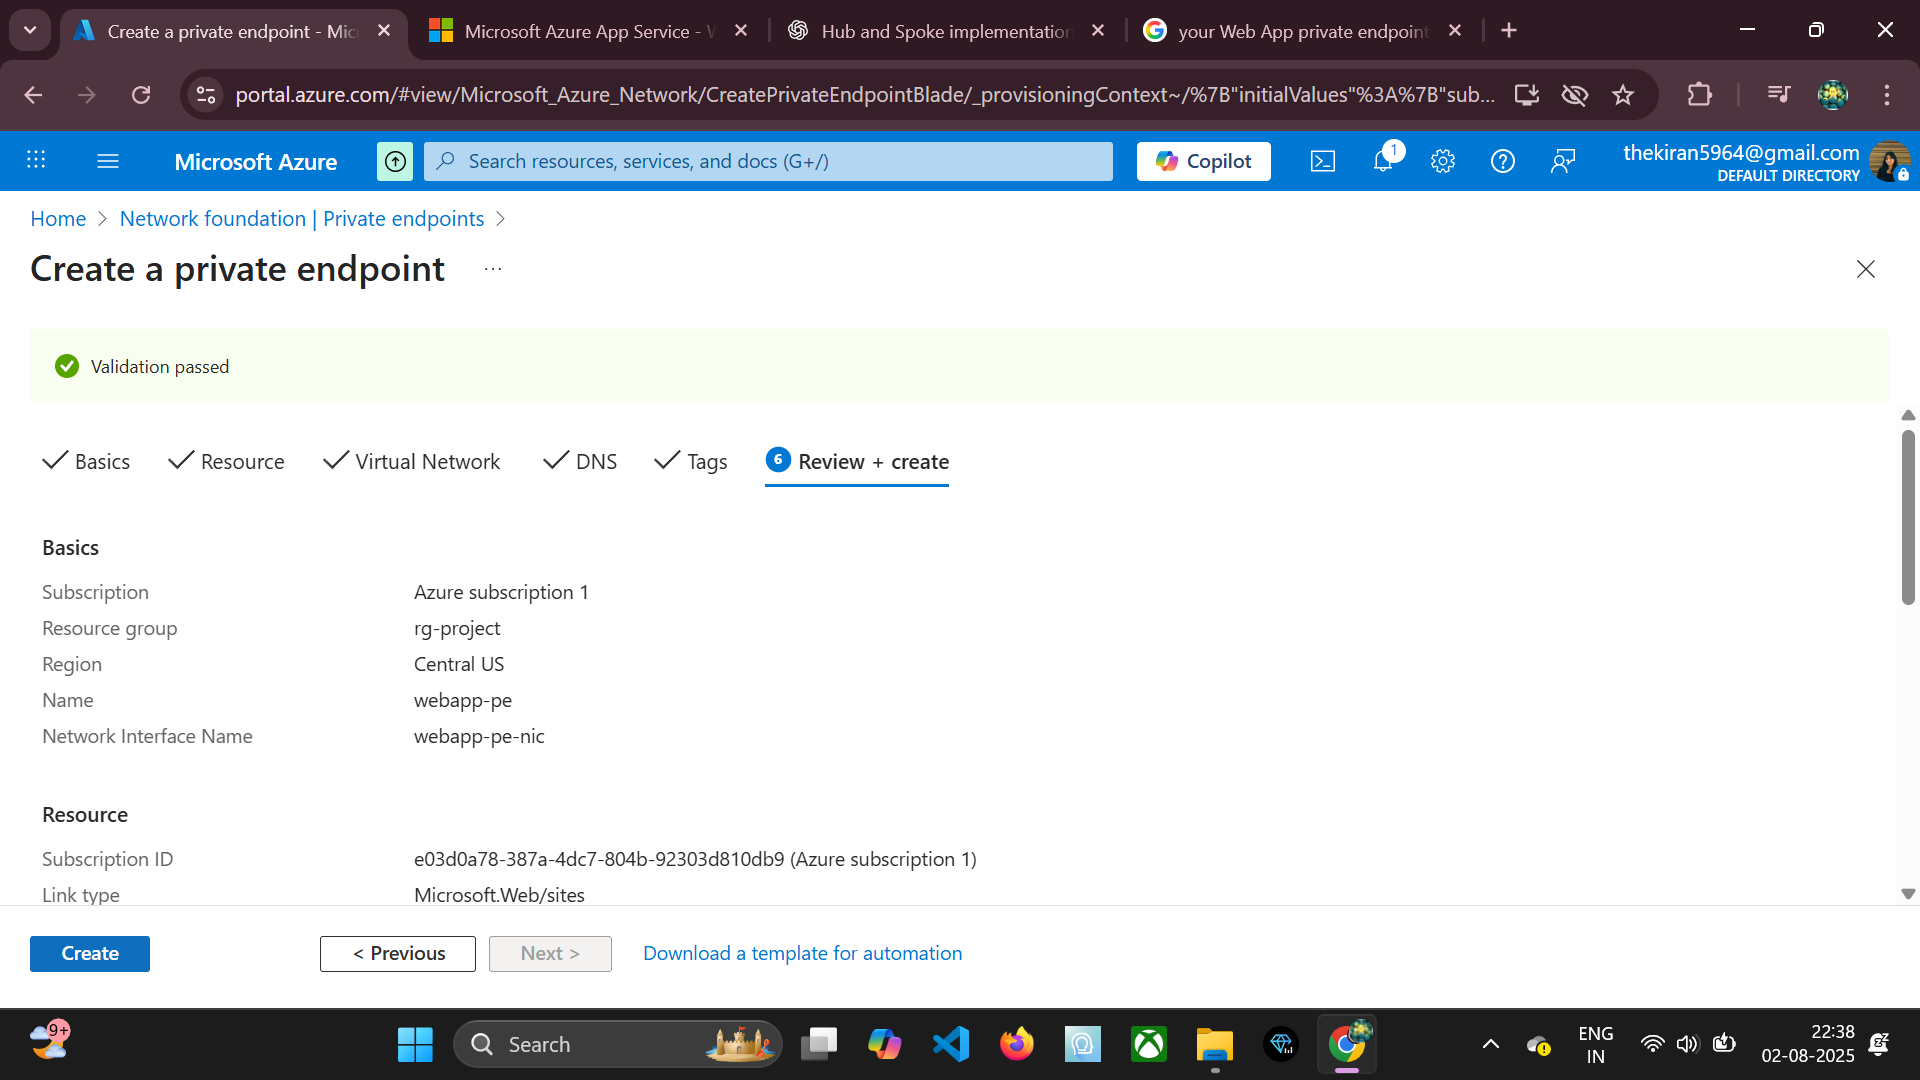 Create a private endpoint - Mic
Microsoft Azure App Service - W
Hub and Spoke implementation
your Web App private endpoint
portal.azure.com/#view/Microsoft_Azure_Network/CreatePrivateEndpointBlade/_provisioningContext~/%7B"initialValues"%3A%7B"sub...
Microsoft Azure
Search resources, services, and docs (G+/)
Copilot
1
thekiran5964@gmail.com
DEFAULT DIRECTORY
Home > Network foundation | Private endpoints >
Create a private endpoint ...
Validation passed
Basics
Resource
Virtual Network
DNS
Tags
6 Review + create
Basics
Subscription Azure subscription 1
Resource group rg-project
Region Central US
Name webapp-pe
Network Interface Name webapp-pe-nic
Resource
Subscription ID e03d0a78-387a-4dc7-804b-92303d810db9 (Azure subscription 1)
Link type Microsoft.Web/sites
Create
< Previous
Next >
Download a template for automation
9+
Search
ENG
IN
22:38
02-08-2025